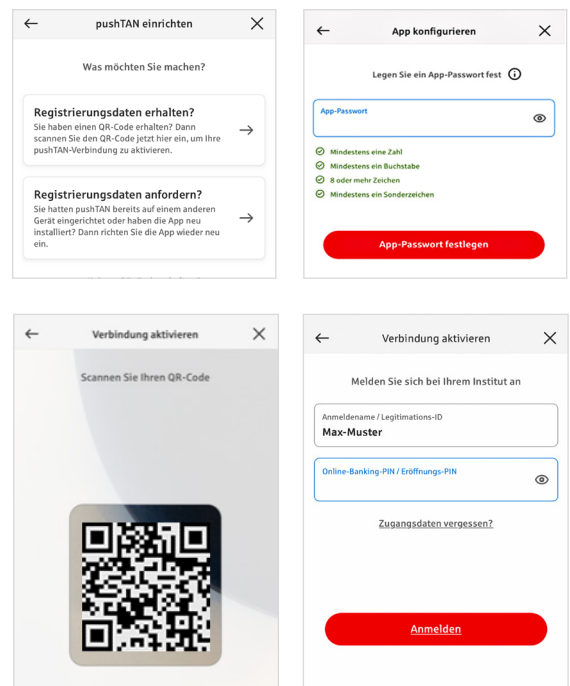 pushTAN einrichten
Was möchten Sie machen?
Registrierungsdaten erhalten?
Sie haben einen QR-Code erhalten? Dann
scannen Sie den QR-Code jetzt hier ein, um Ihre
pushTAN-Verbindung zu aktivieren.
Registrierungsdaten anfordern?
Sie hatten pushTAN bereits auf einem anderen
Gerät eingerichtet oder haben die App neu
installiert? Dann richten Sie die App wieder neu
ein.
App konfigurieren
Legen Sie ein App-Passwort fest
App-Passwort
Mindestens eine Zahl
Mindestens ein Buchstabe
8 oder mehr Zeichen
Mindestens ein Sonderzeichen
App-Passwort festlegen
Verbindung aktivieren
Scannen Sie Ihren QR-Code
Verbindung aktivieren
Melden Sie sich bei Ihrem Institut an
Anmeldename / Legitimations-ID
Max-Muster
Online-Banking-PIN / Eröffnungs-PIN
Zugangsdaten vergessen?
Anmelden